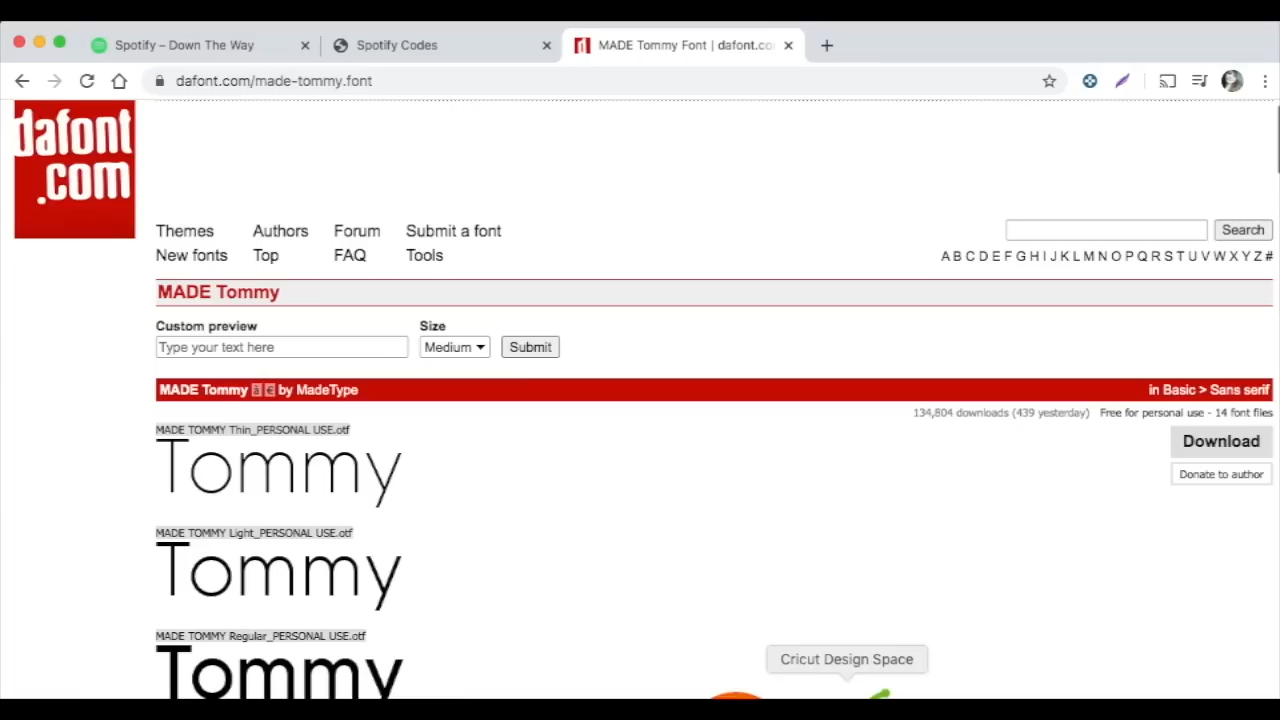 Spotify – Down The Way
Spotify Codes
MADE Tommy Font | dafont.co
dafont.com/made-tommy.font
dafont
.com
Themes Authors Forum Submit a font
Search
New fonts Top FAQ Tools
A B C D E F G H I J K L M N O P Q R S T U V W X Y Z #
MADE Tommy
Custom preview Size
Type your text here Medium Submit
MADE Tommy à € by MadeType in Basic > Sans serif
134,804 downloads (439 yesterday) Free for personal use - 14 font files
MADE TOMMY Thin_PERSONAL USE.otf
Download
Tommy
Donate to author
MADE TOMMY Light_PERSONAL USE.otf
Tommy
MADE TOMMY Regular_PERSONAL USE.otf
Tommy
Cricut Design Space